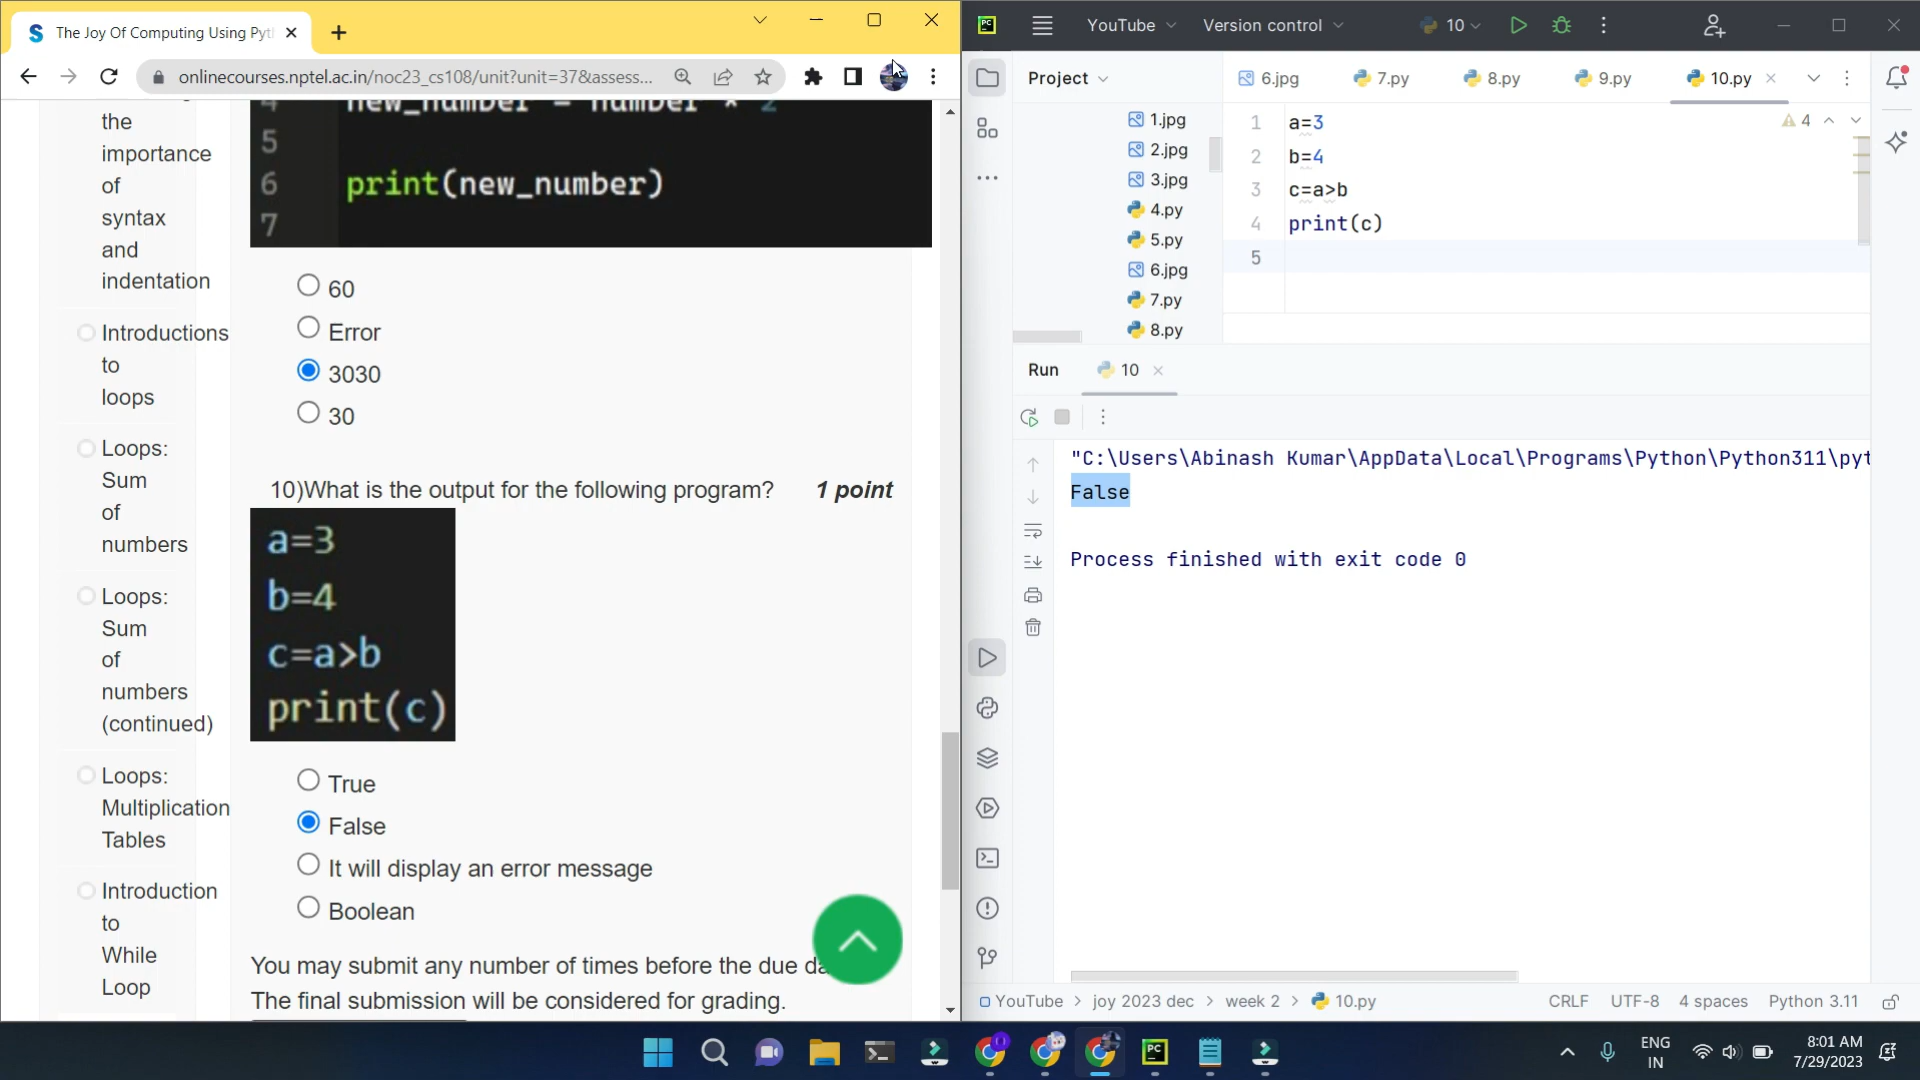 The Joy Of Computing Using Pyt
onlinecourses.nptel.ac.in/noc23_cs108/unit?unit=37&assess...
the
importance
of
syntax
and
indentation
Introductions
to
loops
Loops:
Sum
of
numbers
Loops:
Sum
of
numbers
(continued)
Loops:
Multiplication
Tables
Introduction
to
While
Loop
4 new_number = number * 2
5
6 print(new_number)
7
60
Error
3030
30
10)What is the output for the following program? 1 point
a=3
b=4
c=a>b
print(c)
True
False
It will display an error message
Boolean
You may submit any number of times before the due da
The final submission will be considered for grading.
PC YouTube Version control 10
Project
6.jpg 7.py 8.py 9.py 10.py
1.jpg
2.jpg
3.jpg
4.py
5.py
6.jpg
7.py
8.py
1 a=3
2 b=4
3 c=a>b
4 print(c)
5
4
Run 10
"C:\Users\Abinash Kumar\AppData\Local\Programs\Python\Python311\pyt
False
Process finished with exit code 0
YouTube > joy 2023 dec > week 2 > 10.py CRLF UTF-8 4 spaces Python 3.11
PC
ENG
IN
8:01 AM
7/29/2023